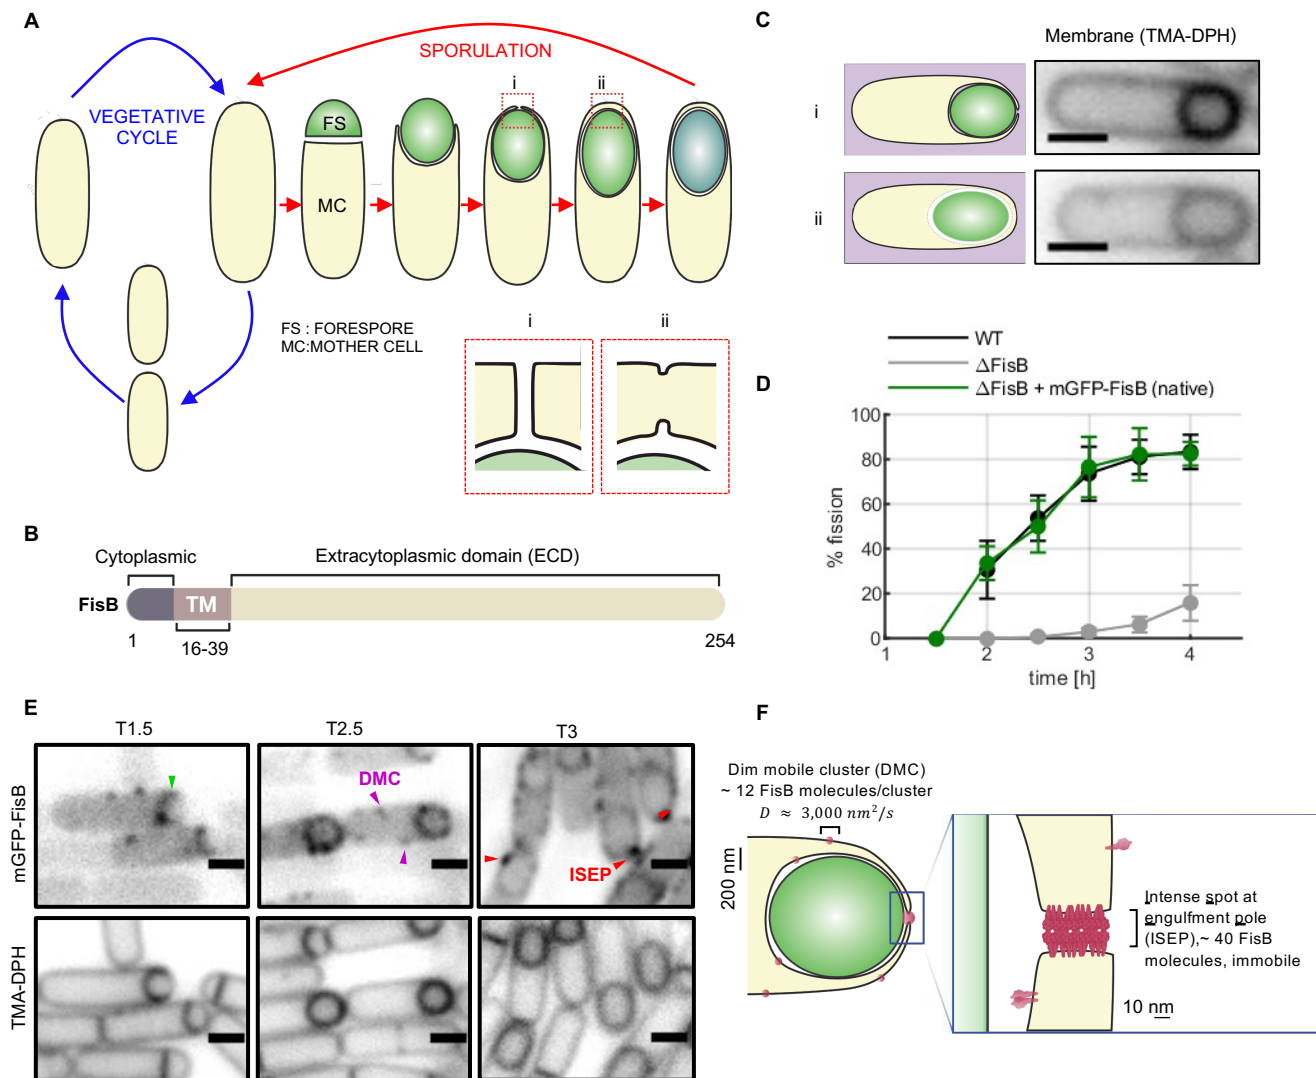 A
SPORULATION
i
ii
VEGETATIVE
CYCLE
FS
MC
FS : FORESPORE
MC:MOTHER CELL
i
ii
B
Cytoplasmic
Extracytoplasmic domain (ECD)
FisB
TM
1
16-39
254
C
Membrane (TMA-DPH)
i
ii
D
WT
ΔFisB
ΔFisB + mGFP-FisB (native)
% fission
100
80
60
40
20
0
1
2
3
4
time [h]
E
T1.5
T2.5
T3
mGFP-FisB
DMC
ISEP
TMA-DPH
F
Dim mobile cluster (DMC)
~ 12 FisB molecules/cluster
D ≈ 3,000 nm²/s
200 nm
Intense spot at
engulfment pole
(ISEP),~ 40 FisB
molecules, immobile
10 nm